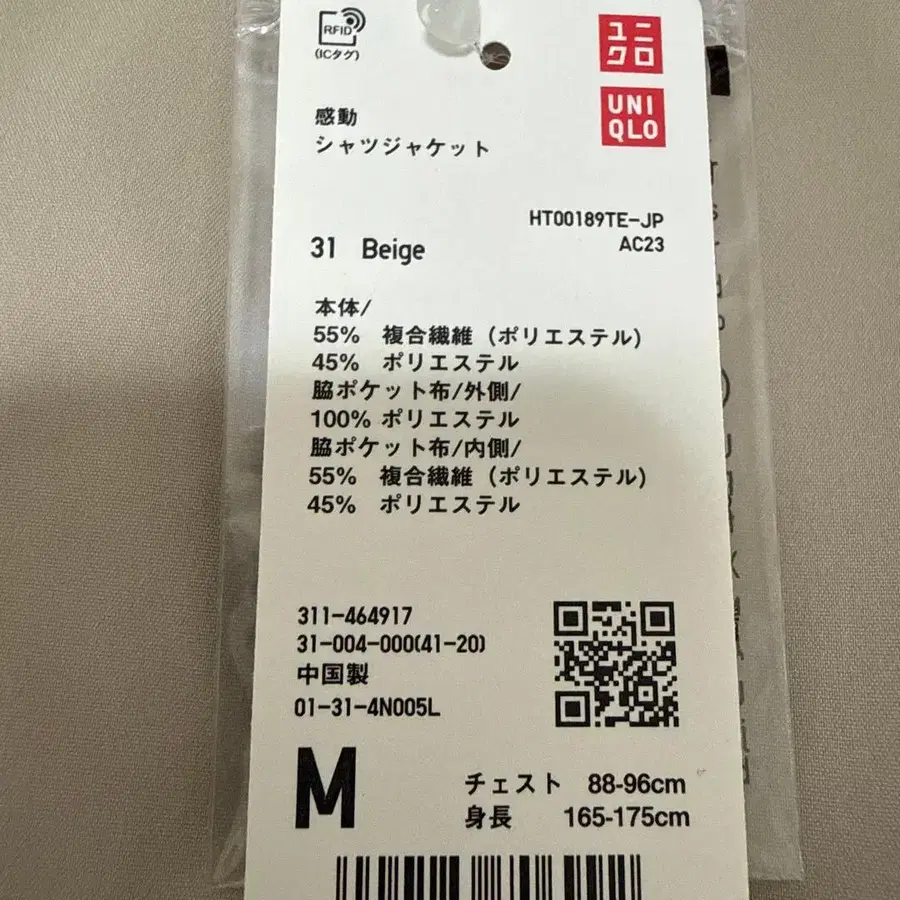 RFID
(ICタグ)
ユニ
クロ
UNI
QLO
感動
シャツジャケット
HT00189TE-JP
AC23
31 Beige
本体/
55% 複合繊維 (ポリエステル)
45% ポリエステル
脇ポケット布/外側/
100% ポリエステル
脇ポケット布/内側/
55% 複合繊維 (ポリエステル)
45% ポリエステル
311-464917
31-004-000(41-20)
中国製
01-31-4N005L
M
チェスト 88-96cm
身長 165-175cm